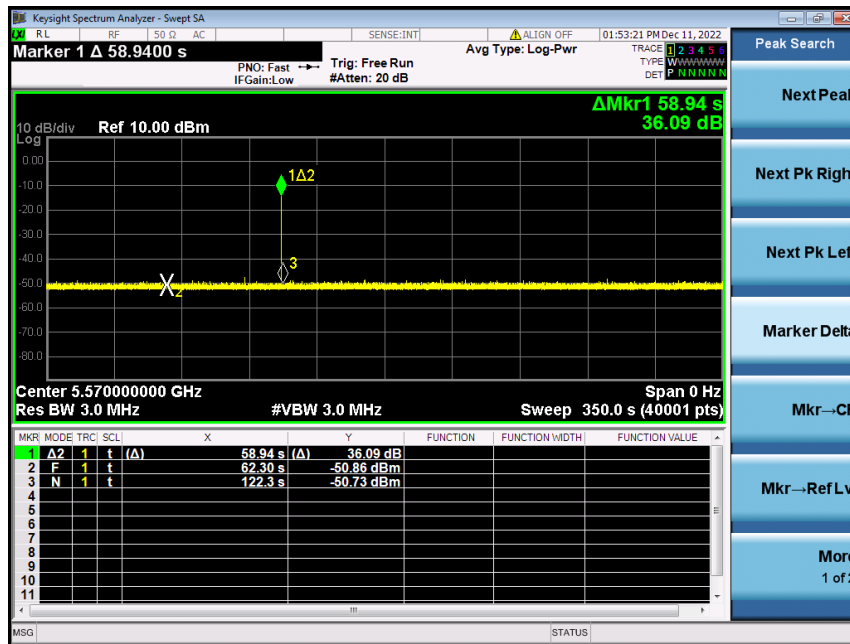 Keysight Spectrum Analyzer - Swept SA
RL RF 50 Ω AC SENSE:INT ALIGN OFF 01:53:21 PM Dec 11, 2022
Marker 1 Δ 58.9400 s
PNO: Fast
IFGain:Low
Trig: Free Run
#Atten: 20 dB
Avg Type: Log-Pwr
TRACE 1 2 3 4 5 6
TYPE W W W W W W
DET P N N N N N
ΔMkr1 58.94 s
36.09 dB
10 dB/div Ref 10.00 dBm
Log
0.00
-10.0
-20.0
-30.0
-40.0
-50.0
-60.0
-70.0
-80.0
1Δ2
3
X2
Center 5.570000000 GHz Span 0 Hz
Res BW 3.0 MHz #VBW 3.0 MHz Sweep 350.0 s (40001 pts)
MKR MODE TRC SCL X Y FUNCTION FUNCTION WIDTH FUNCTION VALUE
1 Δ2 1 t (Δ) 58.94 s (Δ) 36.09 dB
2 F 1 t 62.30 s -50.86 dBm
3 N 1 t 122.3 s -50.73 dBm
4
5
6
7
8
9
10
11
MSG STATUS
Peak Search
Next Peak
Next Pk Righ
Next Pk Lef
Marker Delta
Mkr→C
Mkr→Ref Lv
More
1 of 2